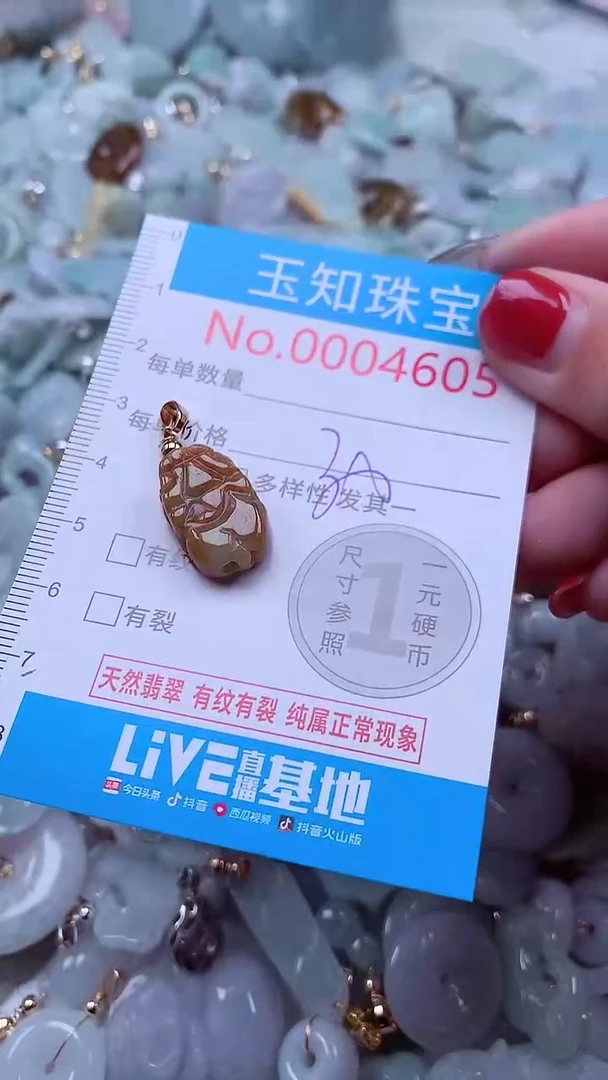 玉知珠宝
No.0004605
每单数量
每 价格
多样性 发其一
有纹
有裂
尺寸参照
1
一元硬币
天然翡翠 有纹有裂 纯属正常现象
LiVE直播基地
头条 今日头条 抖音 西瓜视频 抖音火山版
0
1
2
3
4
5
6
7
8